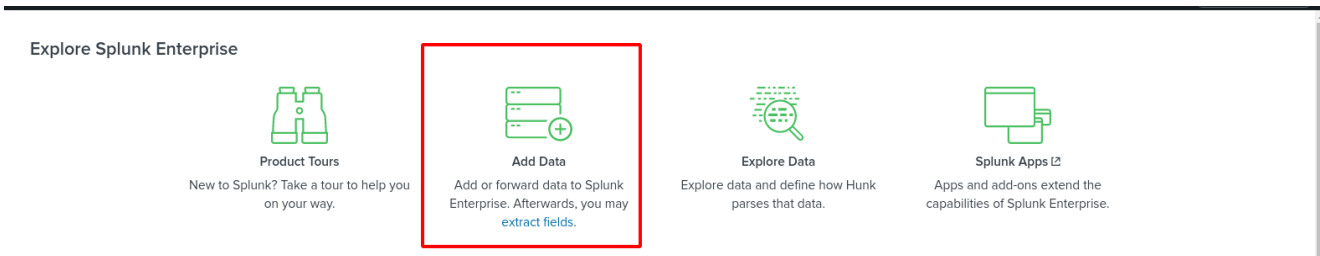 Explore Splunk Enterprise
Product Tours
New to Splunk? Take a tour to help you
on your way.
Add Data
Add or forward data to Splunk
Enterprise. Afterwards, you may
extract fields.
Explore Data
Explore data and define how Hunk
parses that data.
Splunk Apps
Apps and add-ons extend the
capabilities of Splunk Enterprise.